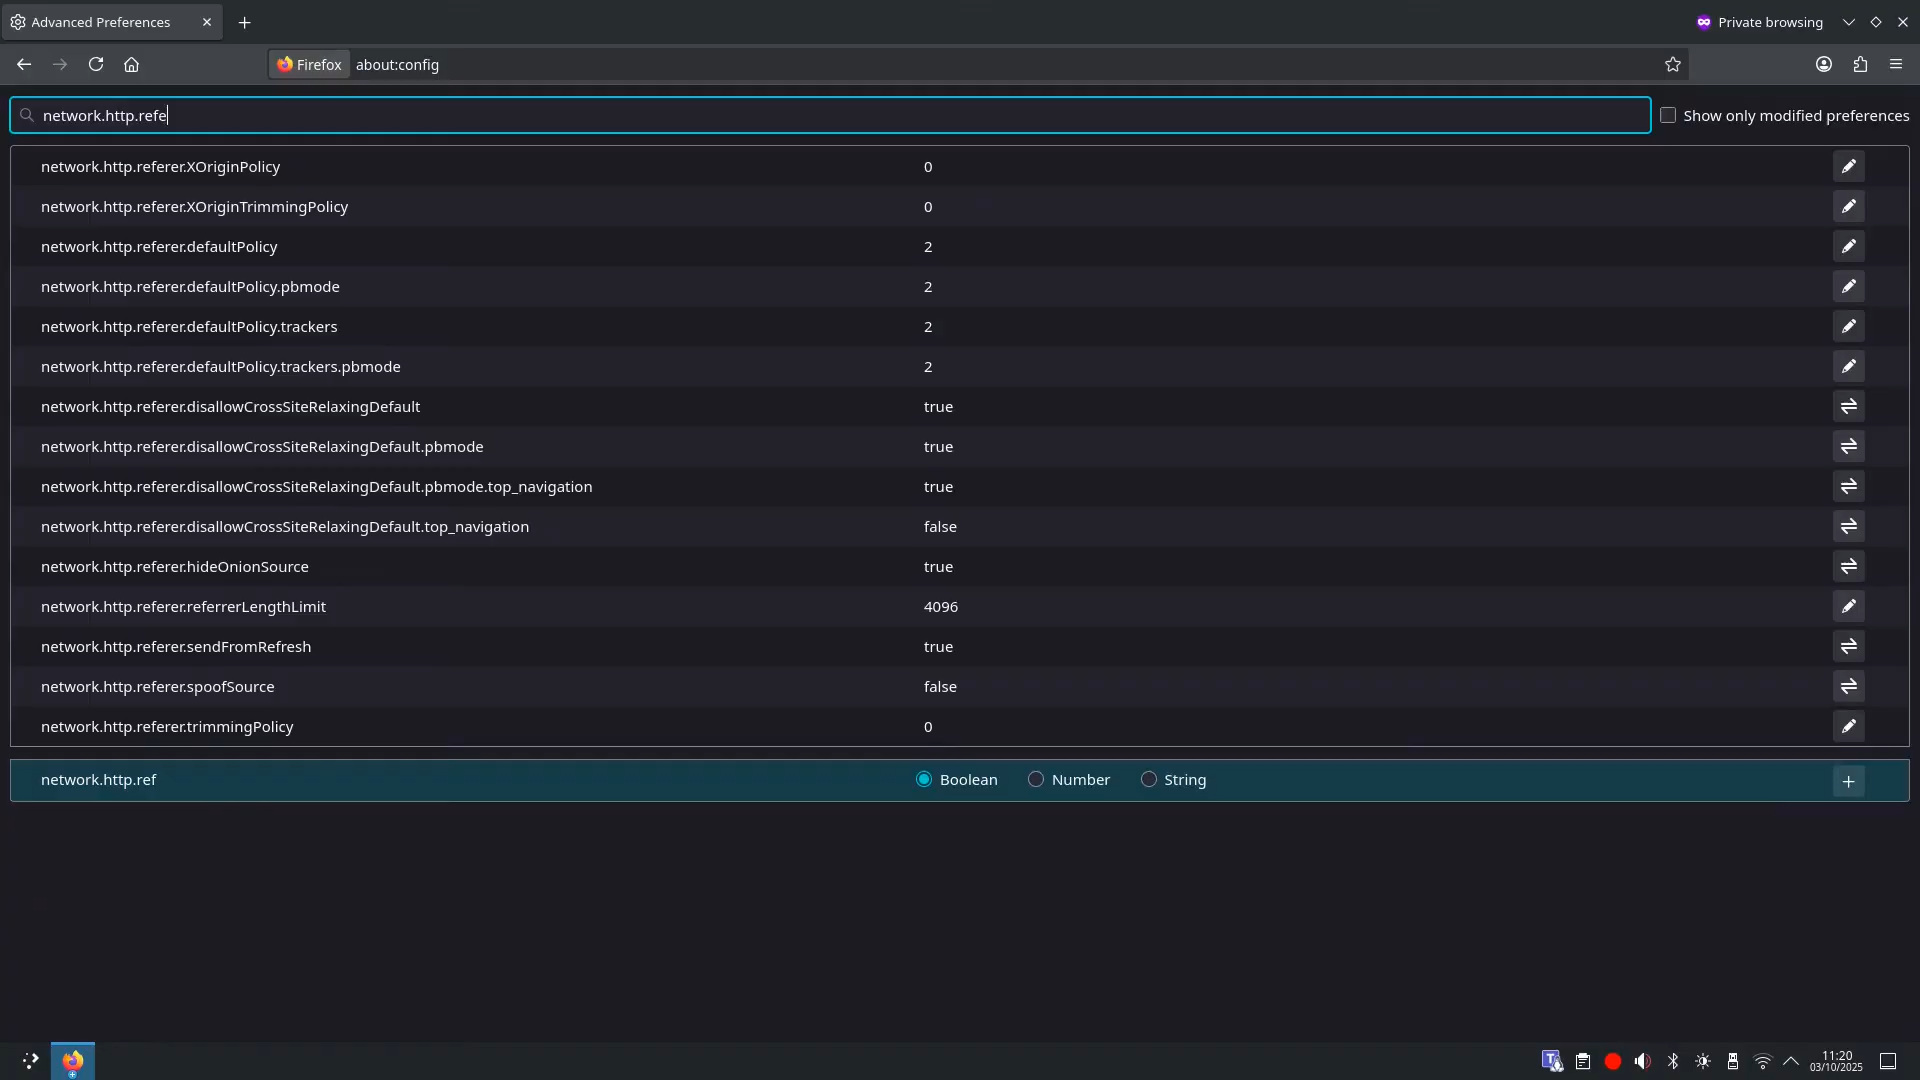 Advanced Preferences
Private browsing
Firefox about:config
network.http.refe
Show only modified preferences
network.http.referer.XOriginPolicy 0
network.http.referer.XOriginTrimmingPolicy 0
network.http.referer.defaultPolicy 2
network.http.referer.defaultPolicy.pbmode 2
network.http.referer.defaultPolicy.trackers 2
network.http.referer.defaultPolicy.trackers.pbmode 2
network.http.referer.disallowCrossSiteRelaxingDefault true
network.http.referer.disallowCrossSiteRelaxingDefault.pbmode true
network.http.referer.disallowCrossSiteRelaxingDefault.pbmode.top_navigation true
network.http.referer.disallowCrossSiteRelaxingDefault.top_navigation false
network.http.referer.hideOnionSource true
network.http.referer.referrerLengthLimit 4096
network.http.referer.sendFromRefresh true
network.http.referer.spoofSource false
network.http.referer.trimmingPolicy 0
network.http.ref Boolean Number String
11:20
03/10/2025